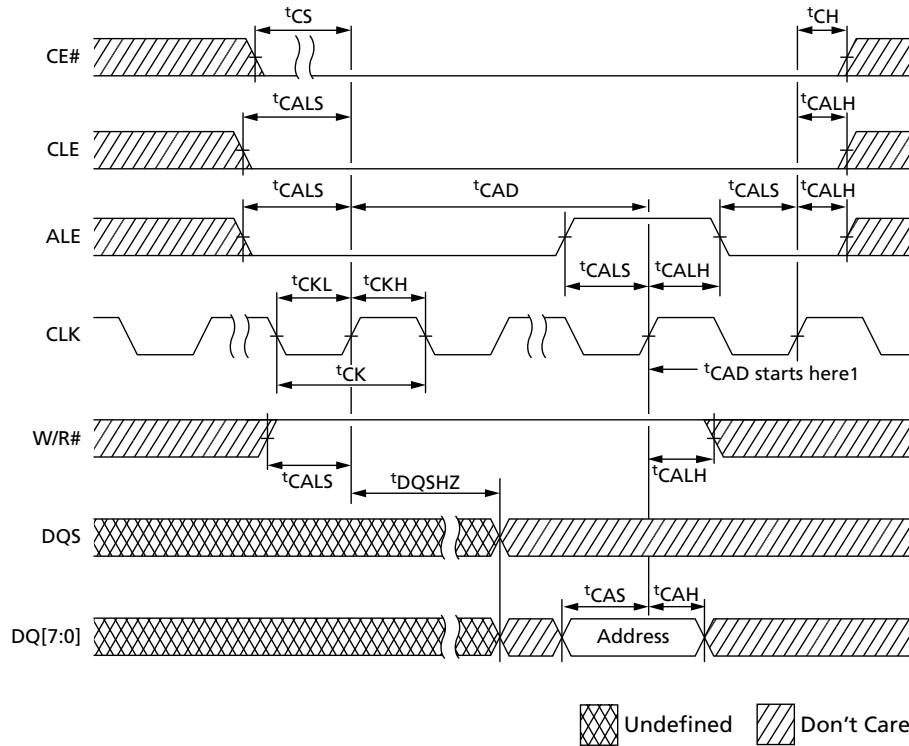 tCS
tCH
CE#
tCALS
tCALH
CLE
tCALS
tCAD
tCALS
tCALH
ALE
tCALS
tCALH
tCKL
tCKH
CLK
tCK
tCAD starts here1
W/R#
tCALS
tDQSHZ
tCALH
DQS
tCAS
tCAH
DQ[7:0]
Address
Undefined
Don't Care